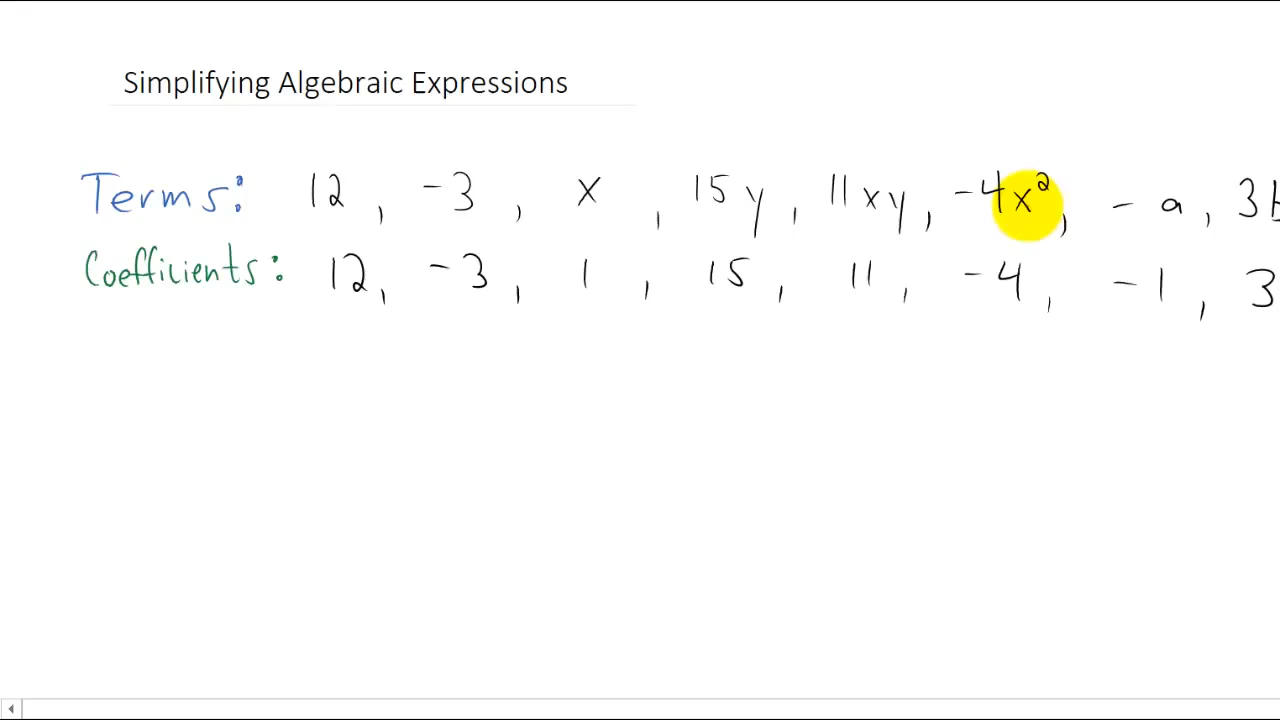 Simplifying Algebraic Expressions
Terms: 12, -3, x, 15y, 11xy, -4x², -a, 3
Coefficients: 12, -3, 1, 15, 11, -4, -1, 3